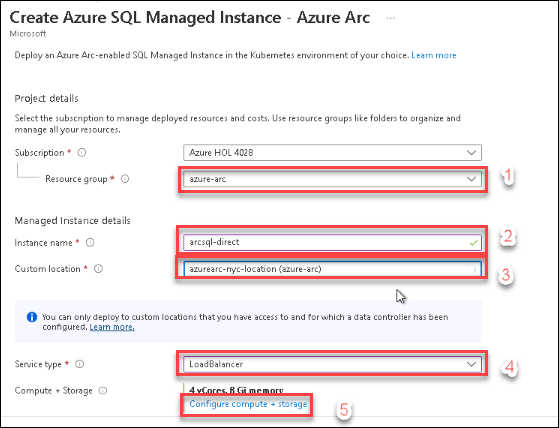 Create Azure SQL Managed Instance - Azure Arc ...
Microsoft
Deploy an Azure Arc-enabled SQL Managed Instance in the Kubernetes environment of your choice. Learn more
Project details
Select the subscription to manage deployed resources and costs. Use resource groups like folders to organize and
manage all your resources.
Subscription * Azure HOL 4028
Resource group * azure-arc 1
Managed Instance details
Instance name * arcsql-direct 2
Custom location * azurearc-nyc-location (azure-arc) 3
You can only deploy to custom locations that you have access to and for which a data controller has been
configured. Learn more.
Service type * LoadBalancer 4
Compute + Storage 4 vCores, 8 Gi memory
Configure compute + storage 5